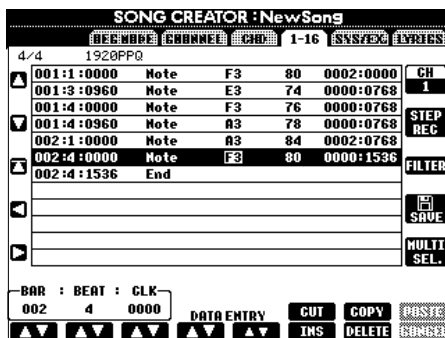 SONG CREATOR : NewSong
REC MODE CHANNEL CHD 1-16 SYS/EX. LYRICS
4/4 1920PPQ
001:1:0000 Note F3 80 0002:0000
001:3:0960 Note E3 74 0000:0768
001:4:0000 Note F3 76 0000:0768
001:4:0960 Note A3 78 0000:0768
002:1:0000 Note A3 84 0002:0768
002:4:0000 Note F3 80 0000:1536
002:4:1536 End
CH
1
STEP
REC
FILTER
SAVE
MULTI
SEL.
BAR : BEAT : CLK
002 4 0000
DATA ENTRY
CUT COPY PASTE
INS DELETE CANCEL